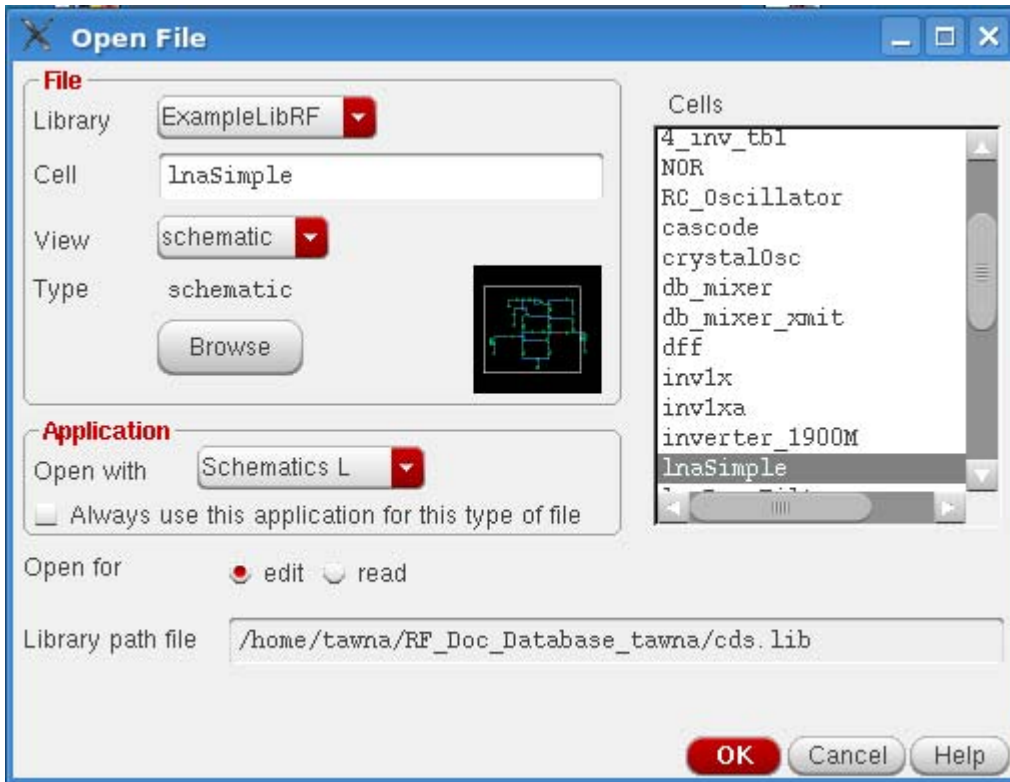 Open File
File
Library ExampleLibRF
Cell lnaSimple
View schematic
Type schematic
Browse
Application
Open with Schematics L
Always use this application for this type of file
Open for edit read
Library path file /home/tawna/RF_Doc_Database_tawna/cds.lib
Cells
4_inv_tbl
NOR
RC_Oscillator
cascode
crystalOsc
db_mixer
db_mixer_xmit
dff
inv1x
inv1xa
inverter_1900M
lnaSimple
OK Cancel Help